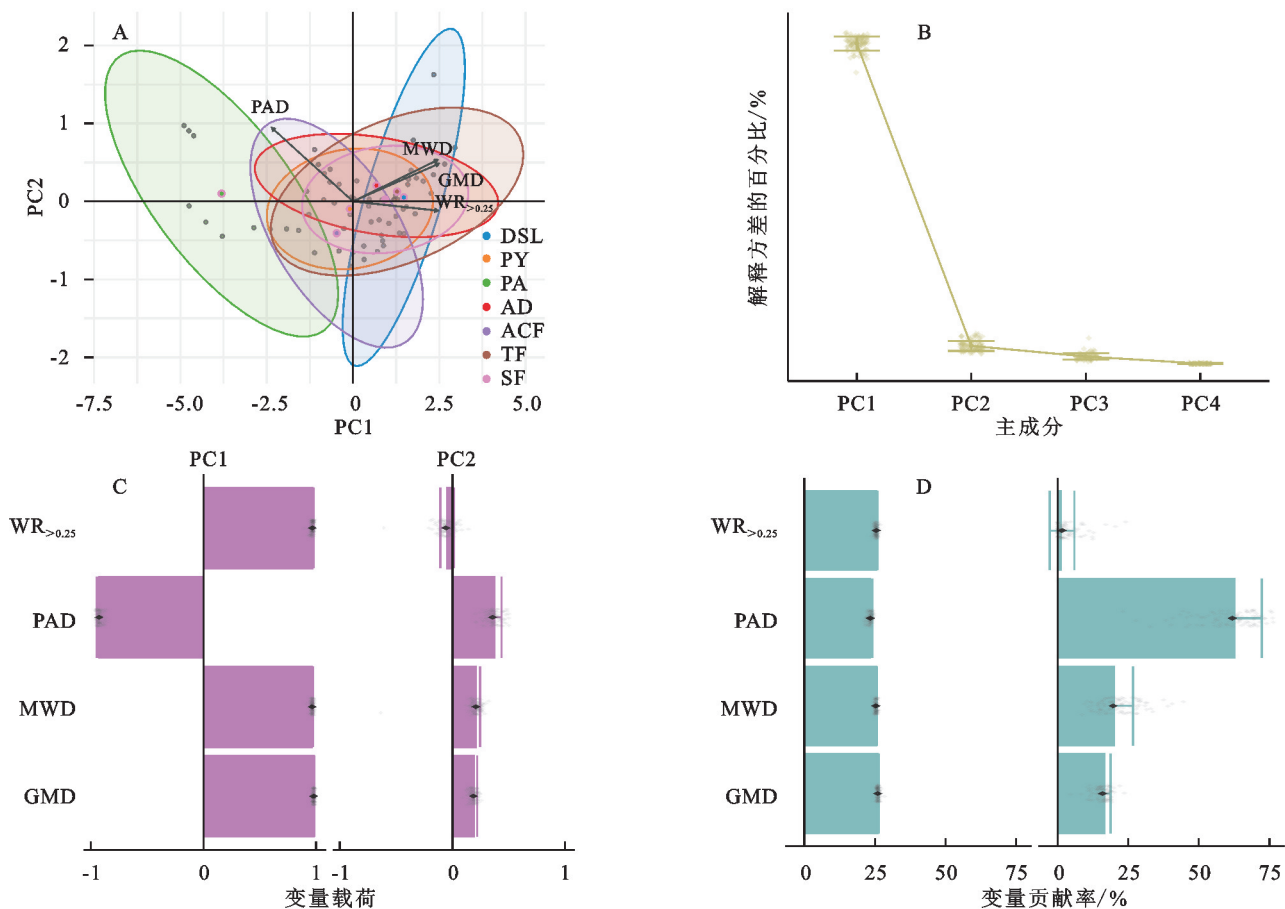 A
2
1
0
-1
-2
PC2
PAD
MWD
GMD
WR>0.25
DSL
PY
PA
AD
ACF
TF
SF
-7.5 -5.0 -2.5 0 2.5 5.0
PC1
B
解释方差的百分比/%
PC1 PC2 PC3 PC4
主成分
PC1 PC2
C
WR>0.25
PAD
MWD
GMD
-1 0 1 -1 0 1
变量载荷
D
WR>0.25
PAD
MWD
GMD
0 25 50 75 0 25 50 75
变量贡献率/%